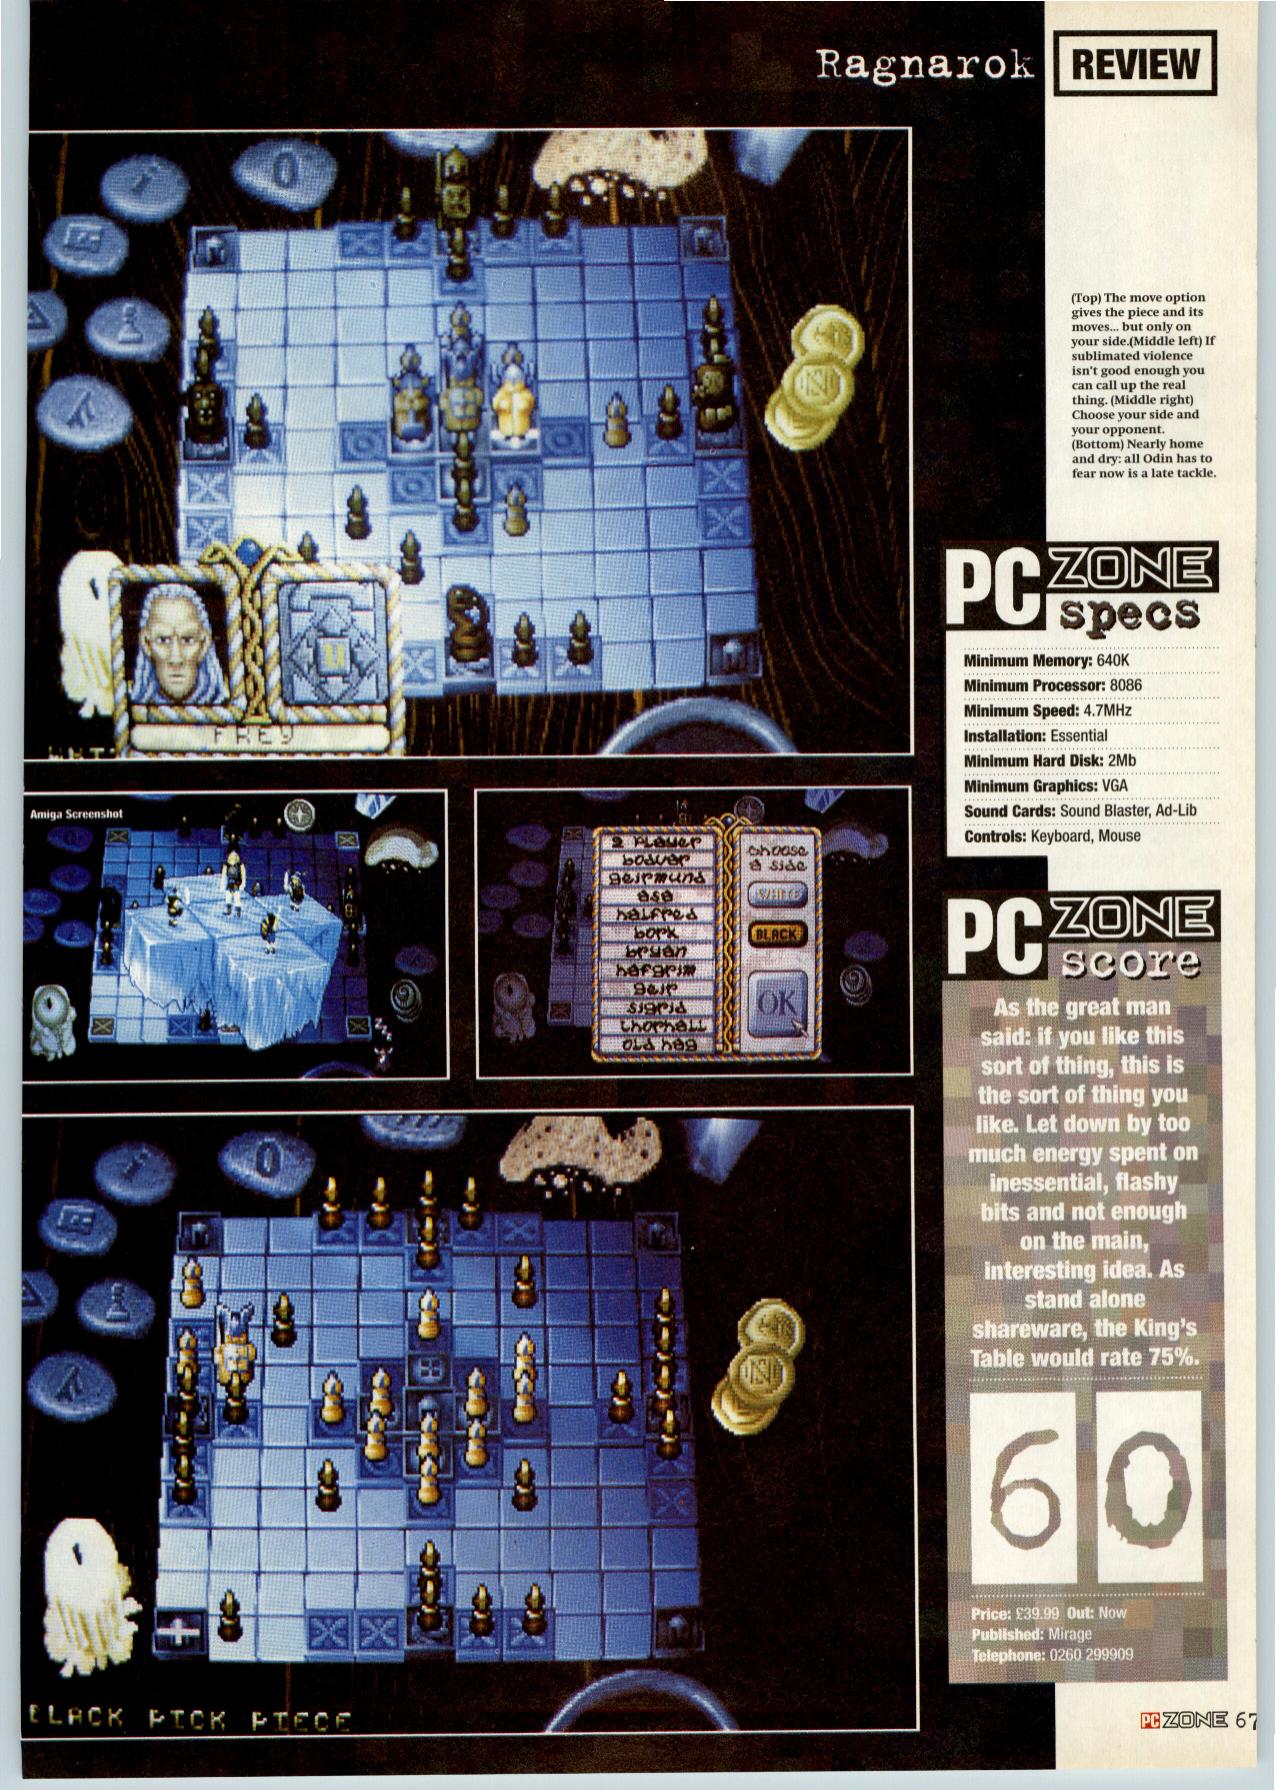 Ragnarok
REVIEW
(Top) The move option
gives the piece and its
moves... but only on
your side.(Middle left) If
sublimated violence
isn't good enough you
can call up the real
thing. (Middle right)
Choose your side and
your opponent.
(Bottom) Nearly home
and dry: all Odin has to
fear now is a late tackle.
FREY
Amiga Screenshot
2 PLAYER
bodvar
geirmund
asa
halfred
bork
bryan
hafgrim
geir
sigrid
thorhall
old hag
choose
a side
WHITE
BLACK
OK
BLACK PICK PIECE
PC ZONE
specs
Minimum Memory: 640K
Minimum Processor: 8086
Minimum Speed: 4.7MHz
Installation: Essential
Minimum Hard Disk: 2Mb
Minimum Graphics: VGA
Sound Cards: Sound Blaster, Ad-Lib
Controls: Keyboard, Mouse
PC ZONE
score
As the great man
said: if you like this
sort of thing, this is
the sort of thing you
like. Let down by too
much energy spent on
inessential, flashy
bits and not enough
on the main,
interesting idea. As
stand alone
shareware, the King's
Table would rate 75%.
60
Price: £39.99 Out: Now
Published: Mirage
Telephone: 0260 299909
PC ZONE 67